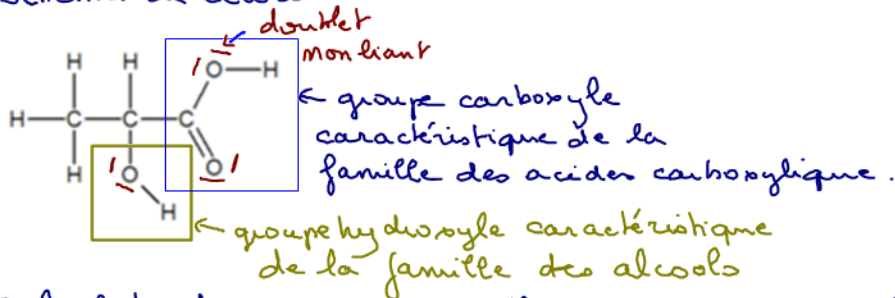 doublet
non liant
H H O—H
H—C—C—C
H O O
H
← groupe carboxyle
caractéristique de la
famille des acides carboxylique.
← groupe hydroxyle caractéristique
de la famille des alcools